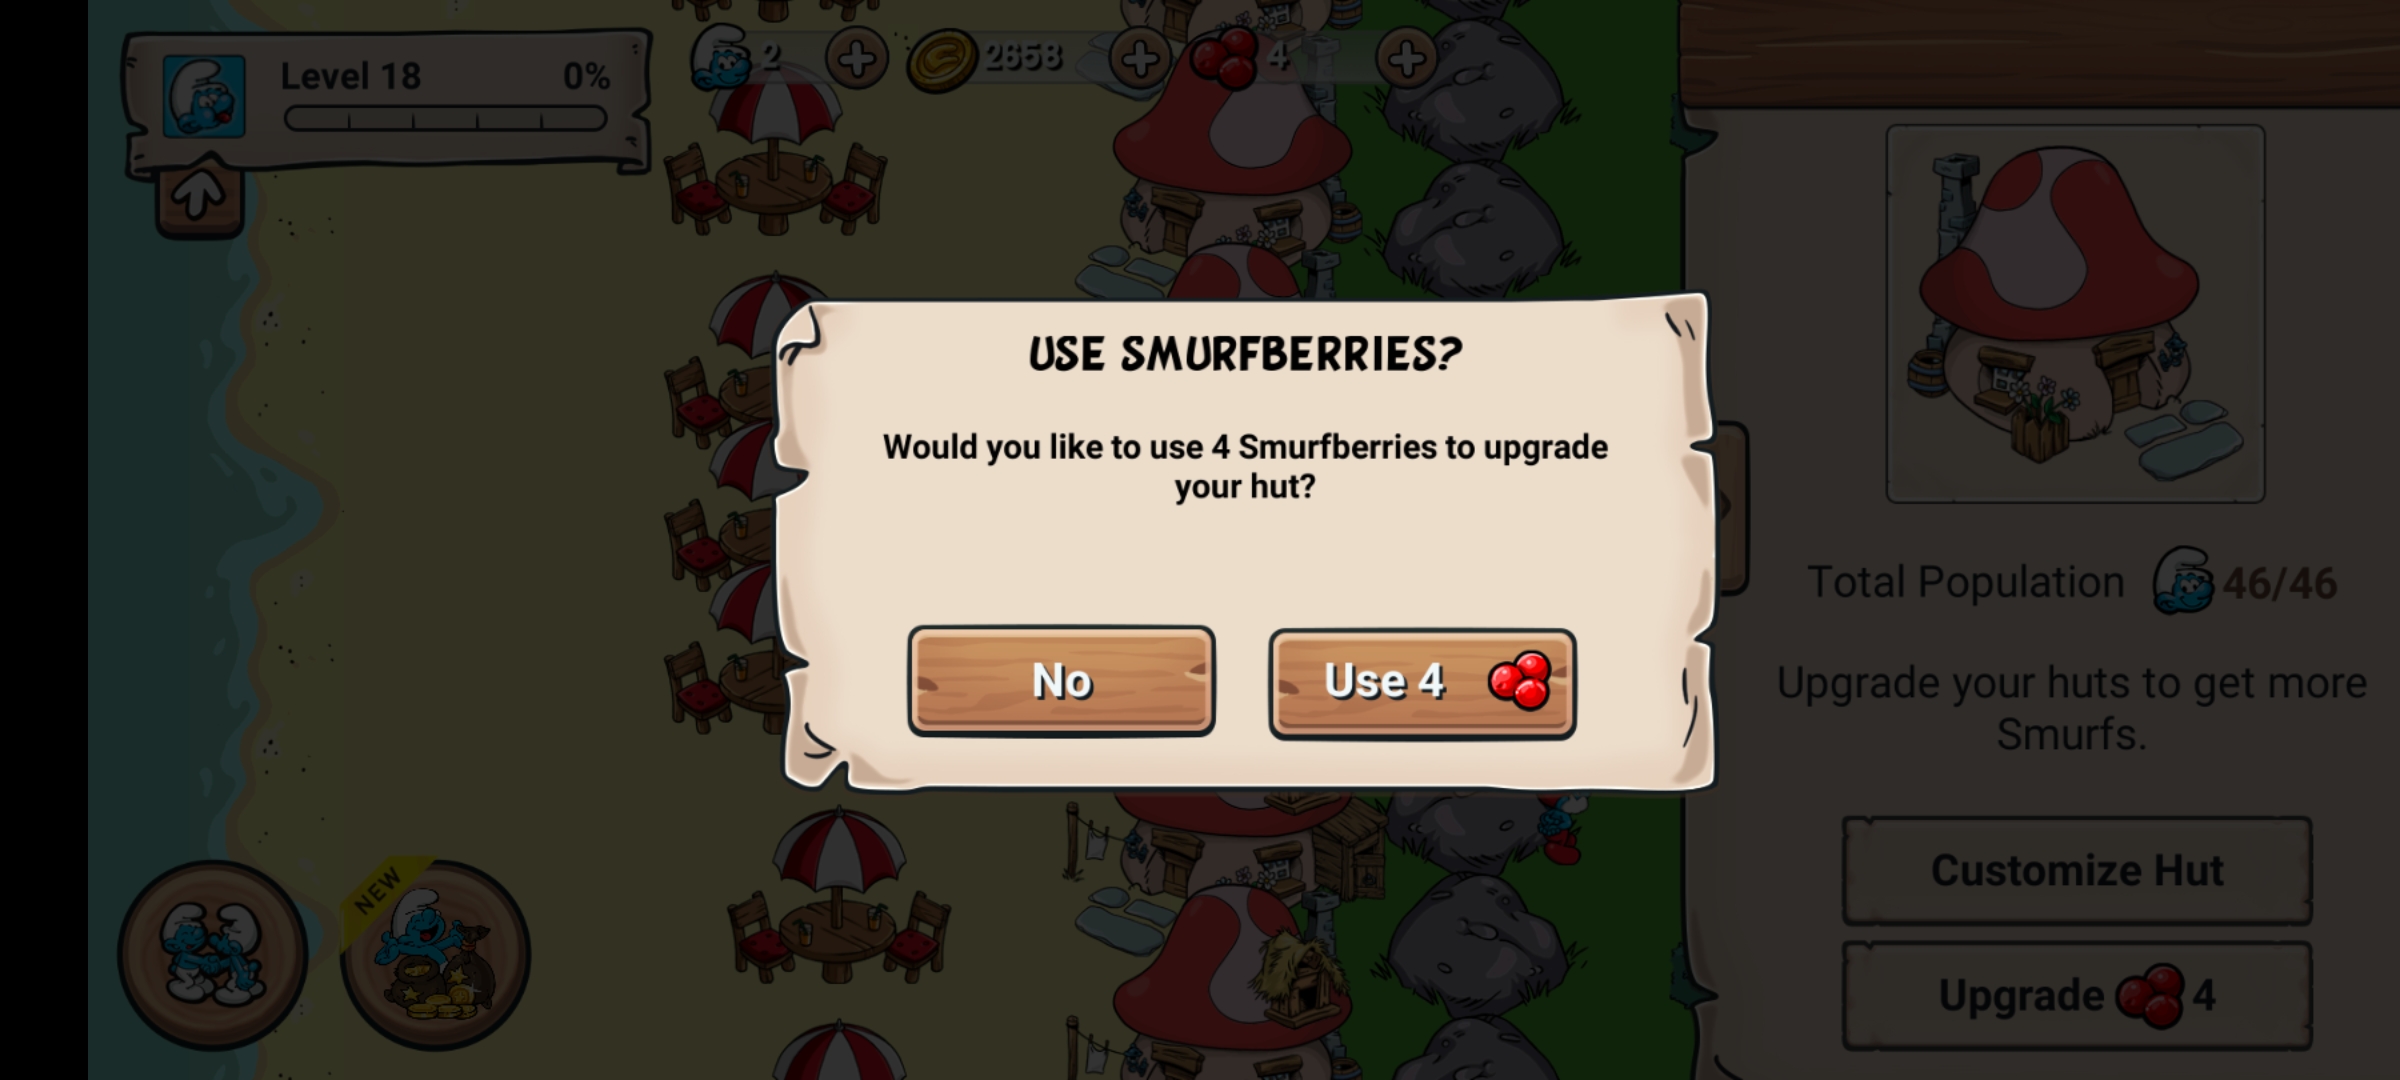 Level 18 0%
2
2658
4
USE SMURFBERRIES?
Would you like to use 4 Smurfberries to upgrade
your hut?
No
Use 4
Total Population 46/46
Upgrade your huts to get more
Smurfs.
Customize Hut
Upgrade 4
NEW